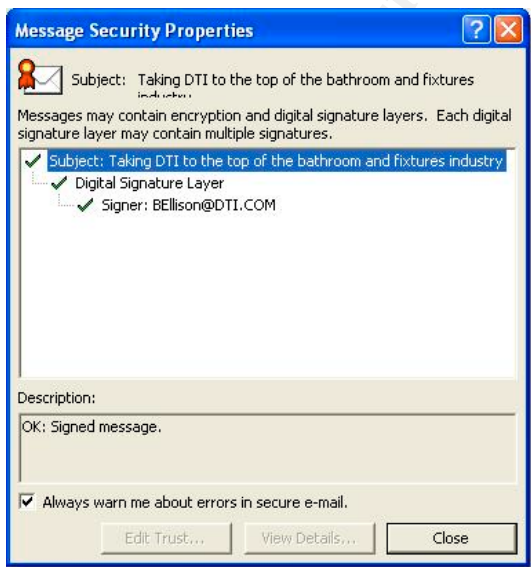 Message Security Properties
Subject: Taking DTI to the top of the bathroom and fixtures
industry
Messages may contain encryption and digital signature layers. Each digital
signature layer may contain multiple signatures.
Subject: Taking DTI to the top of the bathroom and fixtures industry
Digital Signature Layer
Signer: BEllison@DTI.COM
Description:
OK: Signed message.
Always warn me about errors in secure e-mail.
Edit Trust...
View Details...
Close